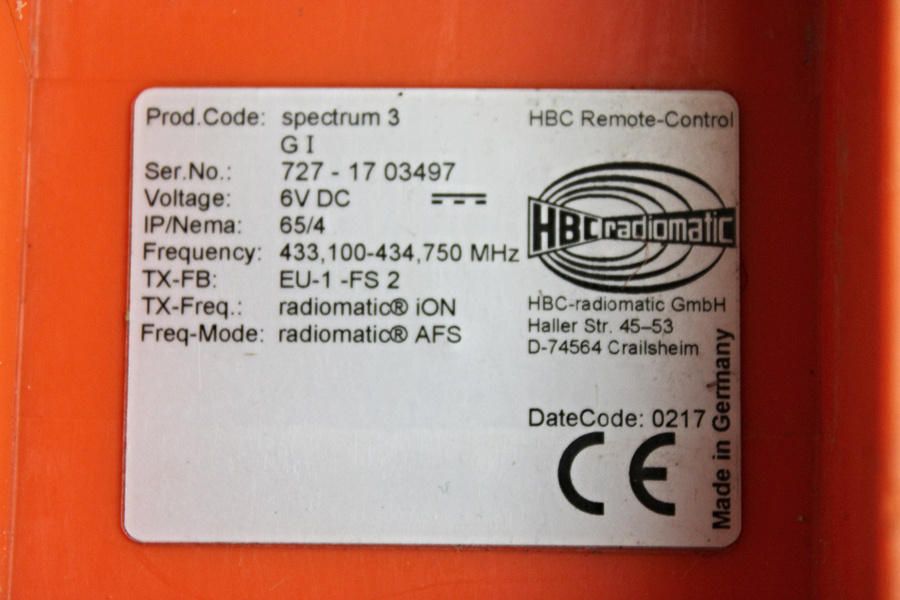 Prod.Code: spectrum 3
G I
Ser.No.: 727 - 17 03497
Voltage: 6V DC
IP/Nema: 65/4
Frequency: 433,100-434,750 MHz
TX-FB: EU-1 -FS 2
TX-Freq.: radiomatic® iON
Freq-Mode: radiomatic® AFS
HBC Remote-Control
HBC radiomatic
HBC-radiomatic GmbH
Haller Str. 45–53
D-74564 Crailsheim
DateCode: 0217
CE
Made in Germany